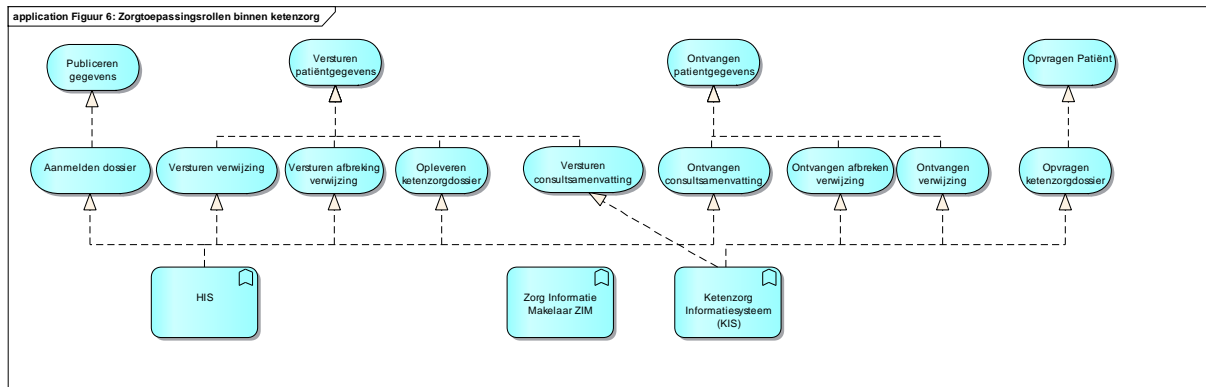 application Figuur 6: Zorgtoepassingsrollen binnen ketenzorg
Publiceren
gegevens
Versturen
patiëntgegevens
Ontvangen
patientgegevens
Opvragen Patiënt
Aanmelden dossier
Versturen verwijzing
Versturen afbreking
verwijzing
Opleveren
ketenzorgdossier
Versturen
consultsamenvatting
Ontvangen
consultsamenvatting
Ontvangen afbreken
verwijzing
Ontvangen
verwijzing
Opvragen
ketenzorgdossier
HIS
Zorg Informatie
Makelaar ZIM
Ketenzorg
Informatiesysteem
(KIS)